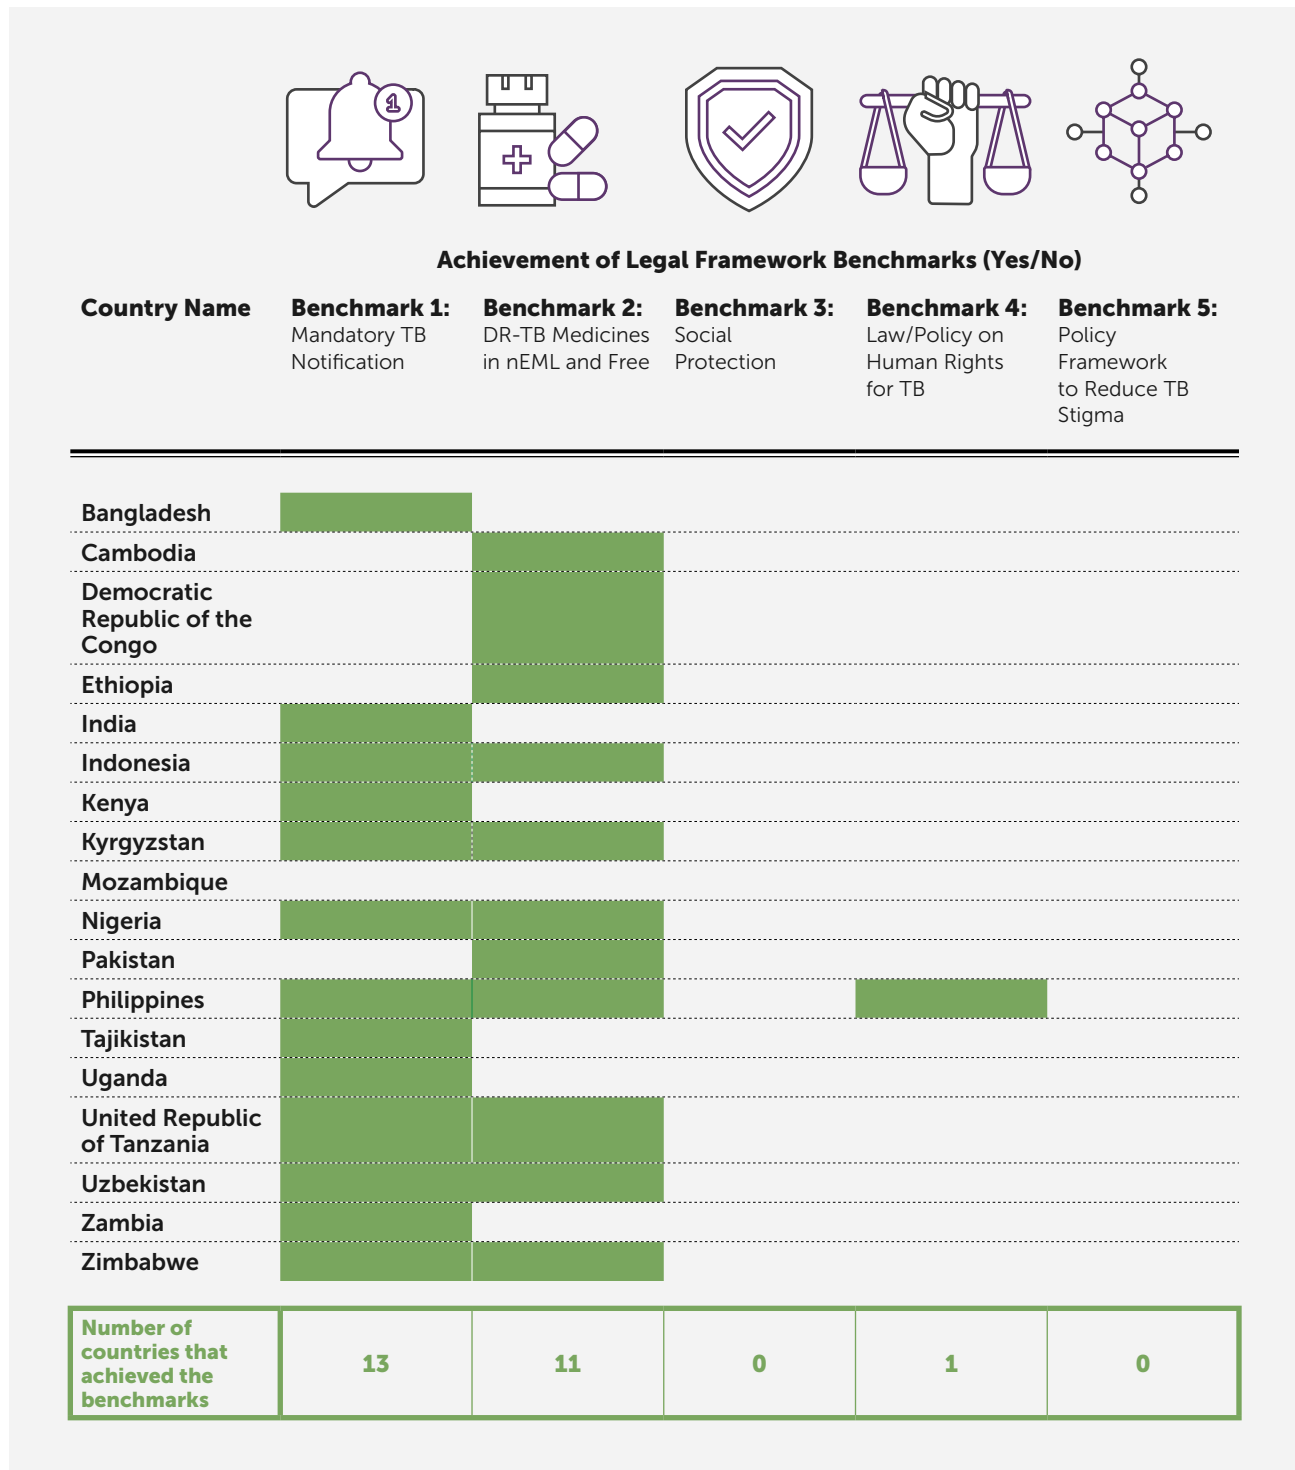 1
Achievement of Legal Framework Benchmarks (Yes/No)
Country Name
Benchmark 1:
Mandatory TB
Notification
Benchmark 2:
DR-TB Medicines
in nEML and Free
Benchmark 3:
Social
Protection
Benchmark 4:
Law/Policy on
Human Rights
for TB
Benchmark 5:
Policy
Framework
to Reduce TB
Stigma
Bangladesh
Cambodia
Democratic
Republic of the
Congo
Ethiopia
India
Indonesia
Kenya
Kyrgyzstan
Mozambique
Nigeria
Pakistan
Philippines
Tajikistan
Uganda
United Republic
of Tanzania
Uzbekistan
Zambia
Zimbabwe
Number of
countries that
achieved the
benchmarks
13
11
0
1
0